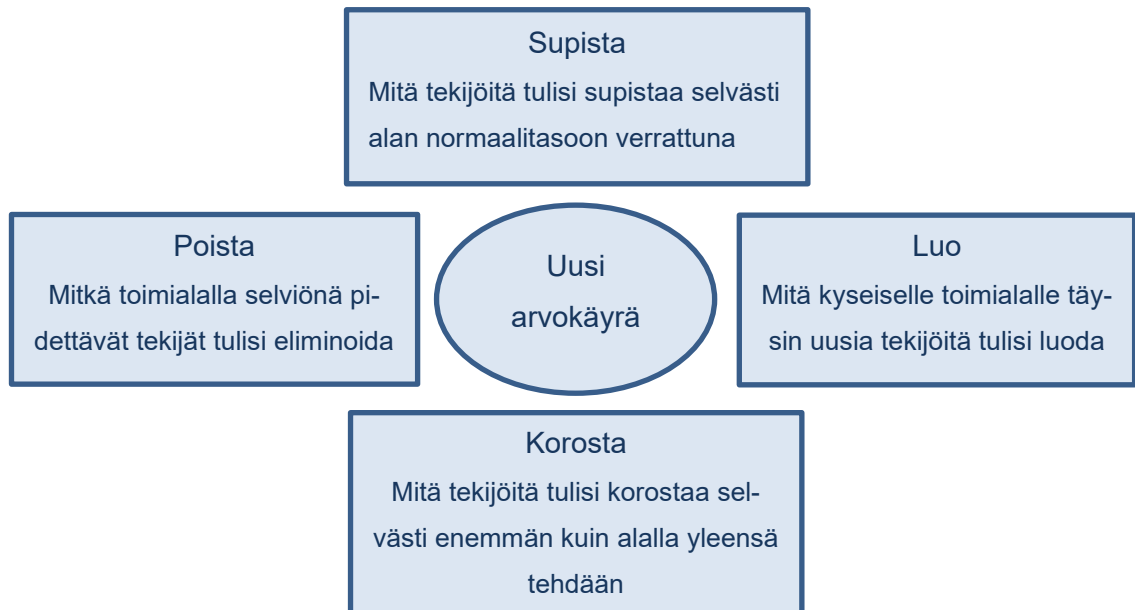 Supista
Mitä tekijöitä tulisi supistaa selvästi
alan normaalitasoon verrattuna
Poista
Mitkä toimialalla selviönä pi-
dettävät tekijät tulisi eliminoida
Uusi
arvokäyrä
Luo
Mitä kyseiselle toimialalle täy-
sin uusia tekijöitä tulisi luoda
Korosta
Mitä tekijöitä tulisi korostaa sel-
västi enemmän kuin alalla yleensä
tehdään